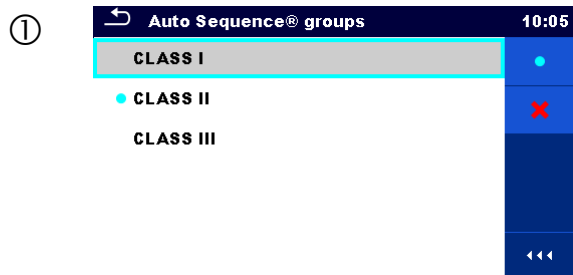 ①
Auto Sequence® groups 10:05
CLASS I
CLASS II
CLASS III